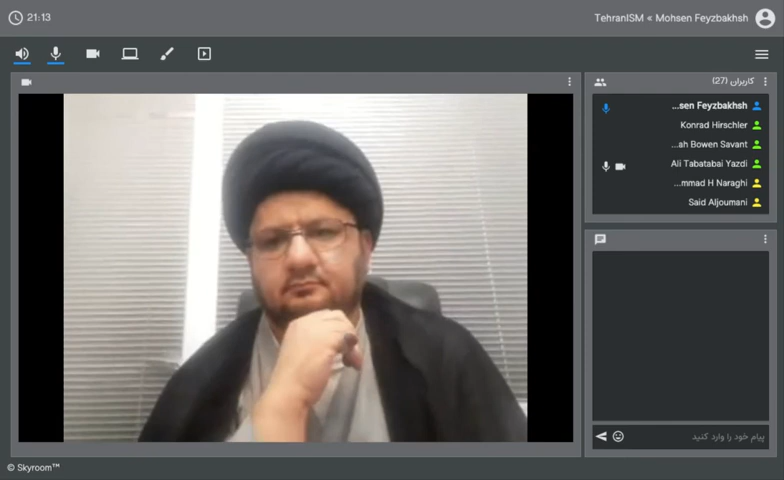 21:13
TehranISM « Mohsen Feyzbakhsh
کاربران (27)
...sen Feyzbakhsh
Konrad Hirschler
...ah Bowen Savant
Ali Tabatabai Yazdi
...mmad H Naraghi
Said Aljoumani
پیام خود را وارد کنید
© Skyroom™